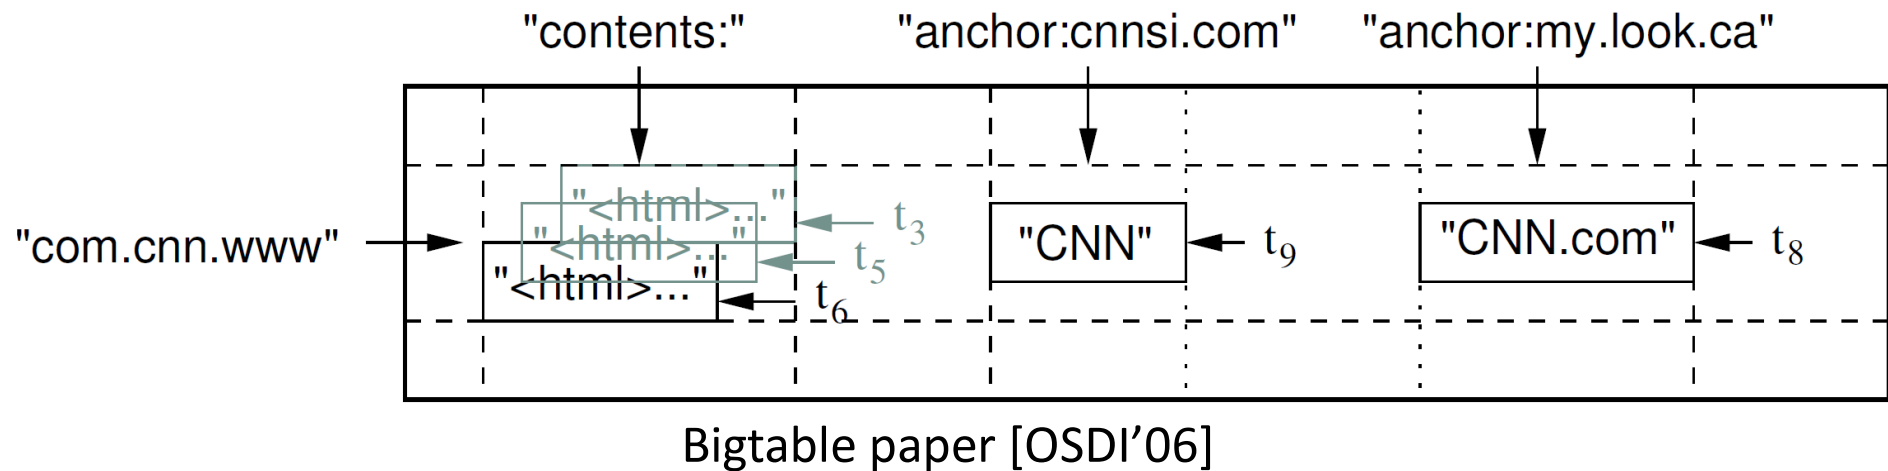 "contents:" "anchor:cnnsi.com" "anchor:my.look.ca"
"<html>..." t3
"com.cnn.www" "<html>..." t5 "CNN" t9 "CNN.com" t8
"<html>..." t6
Bigtable paper [OSDI’06]